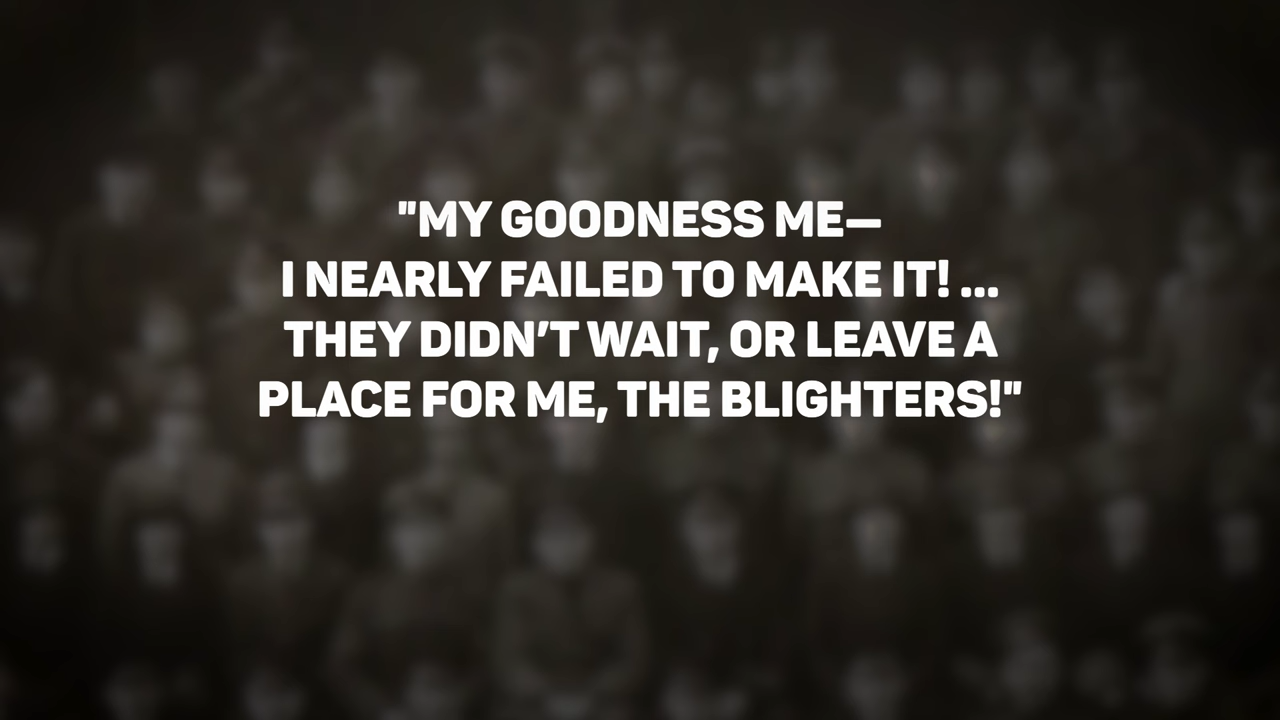 "MY GOODNESS ME—
I NEARLY FAILED TO MAKE IT! ...
THEY DIDN’T WAIT, OR LEAVE A
PLACE FOR ME, THE BLIGHTERS!"